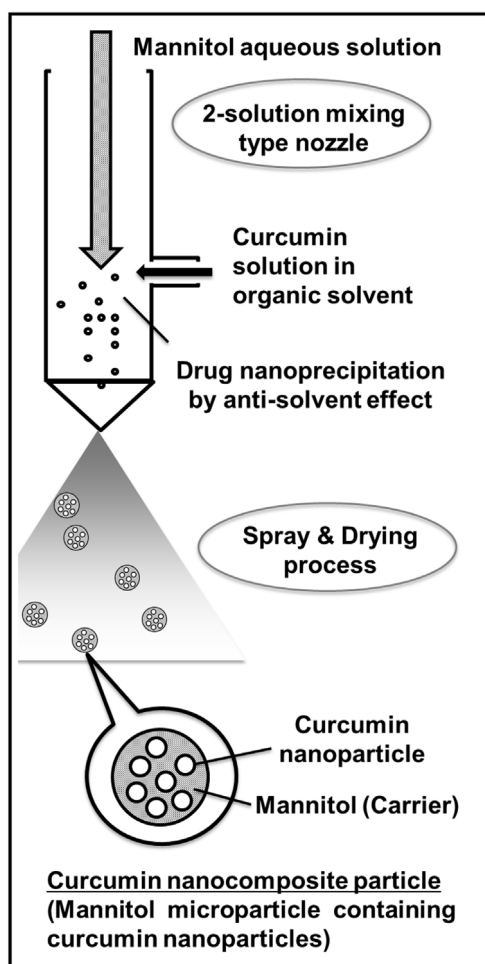 Mannitol aqueous solution
2-solution mixing
type nozzle
Curcumin
solution in
organic solvent
Drug nanoprecipitation
by anti-solvent effect
Spray & Drying
process
Curcumin
nanoparticle
Mannitol (Carrier)
Curcumin nanocomposite particle
(Mannitol microparticle containing
curcumin nanoparticles)